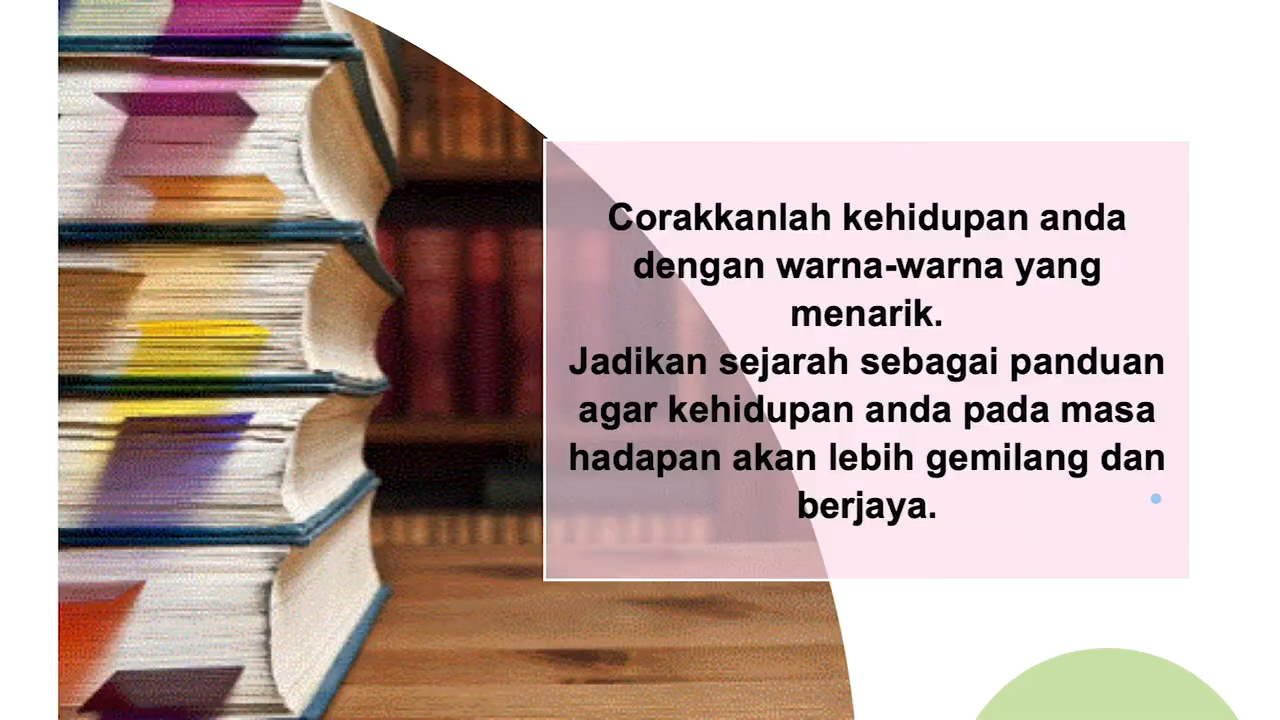 Corakkanlah kehidupan anda
dengan warna-warna yang
menarik.
Jadikan sejarah sebagai panduan
agar kehidupan anda pada masa
hadapan akan lebih gemilang dan
berjaya.